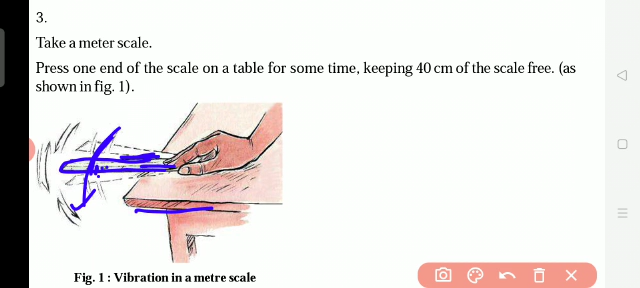 3.
Take a meter scale.
Press one end of the scale on a table for some time, keeping 40 cm of the scale free. (as
shown in fig. 1).
Fig. 1 : Vibration in a metre scale